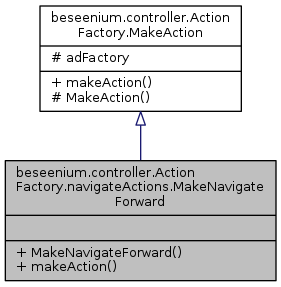 beseenium.controller.Action
Factory.MakeAction
# adFactory
+ makeAction()
# MakeAction()
beseenium.controller.Action
Factory.navigateActions.MakeNavigate
Forward
+ MakeNavigateForward()
+ makeAction()